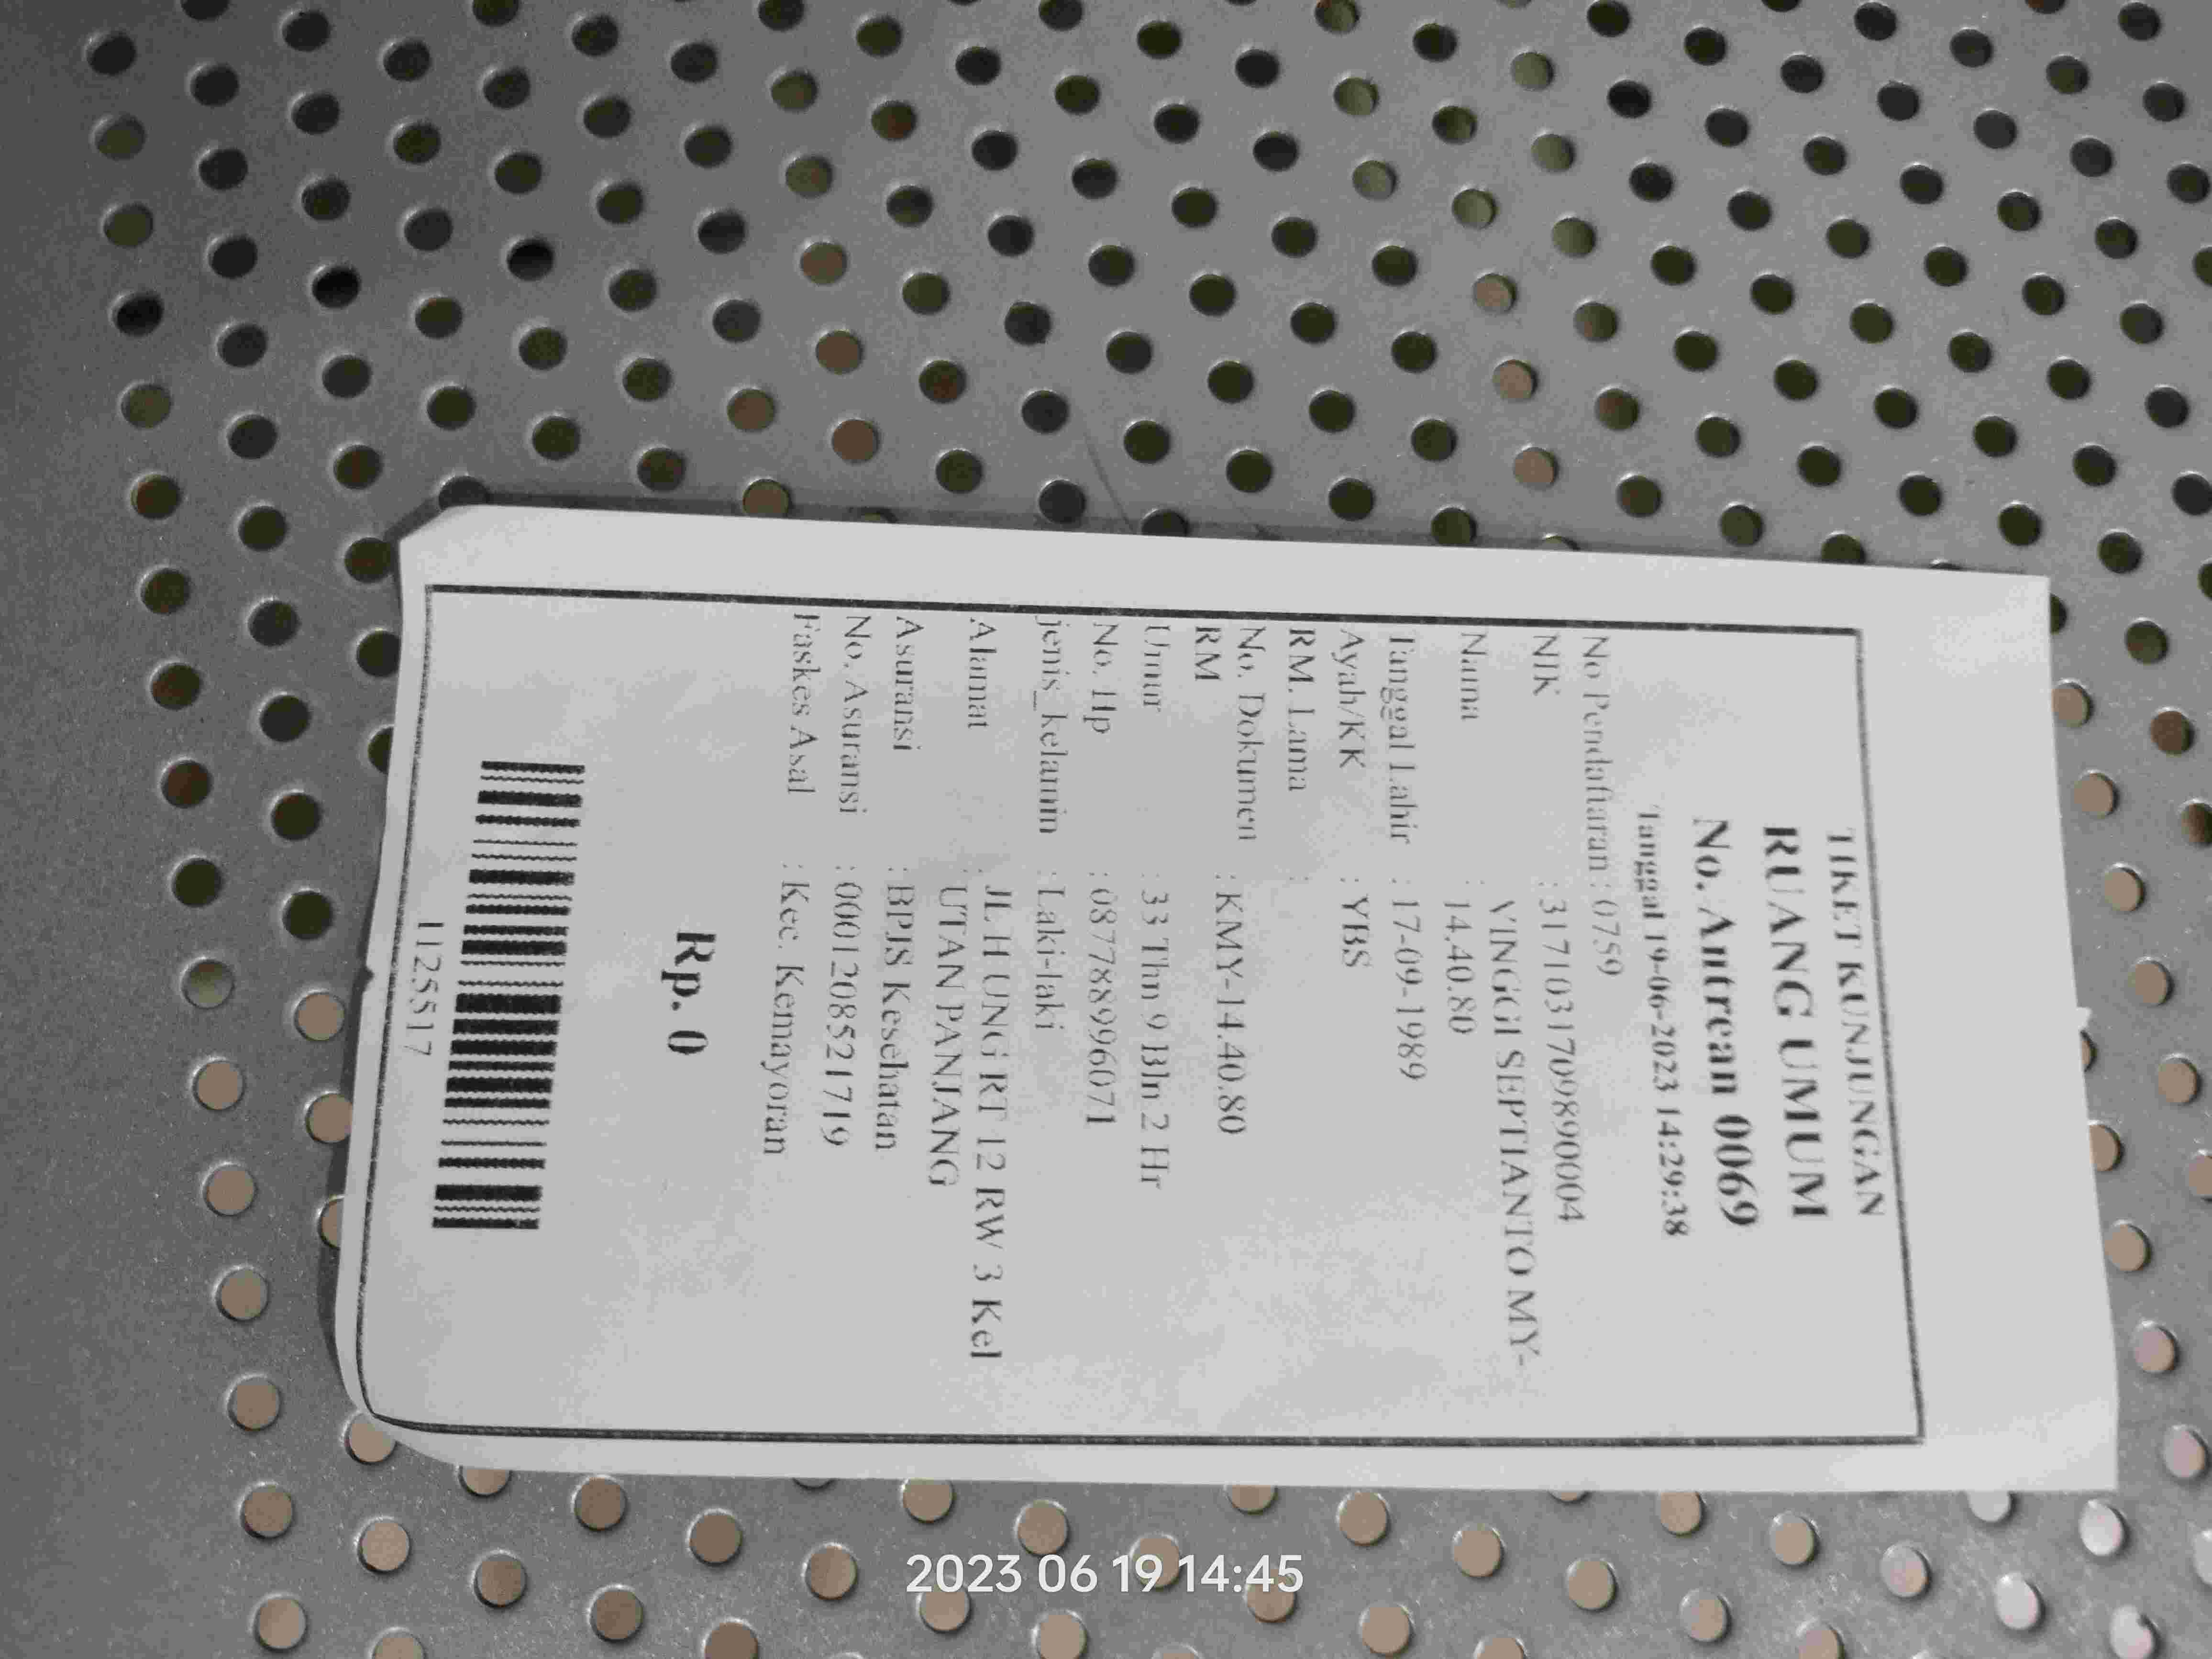 TIKET KUNJUNGAN
RUANG UMUM
No. Antrean 0069
Tanggal 19-06-2023 14:29:38
No Pendaftaran : 0759
NIK : 3171031709890004
Nama : VINGGI SEPTIANTO MY-
14.40.80
Tanggal Lahir : 17-09-1989
Ayah/KK : YBS
RM. Lama :
No. Dokumen : KMY-14.40.80
RM
Umur : 33 Thn 9 Bln 2 Hr
No. Hp : 087788996071
jenis_kelamin : Laki-laki
Alamat : JL H UNG RT 12 RW 3 Kel
UTAN PANJANG
Asuransi : BPJS Kesehatan
No. Asuransi : 0001208521719
Faskes Asal : Kec. Kemayoran
Rp. 0
1125517
2023 06 19 14:45